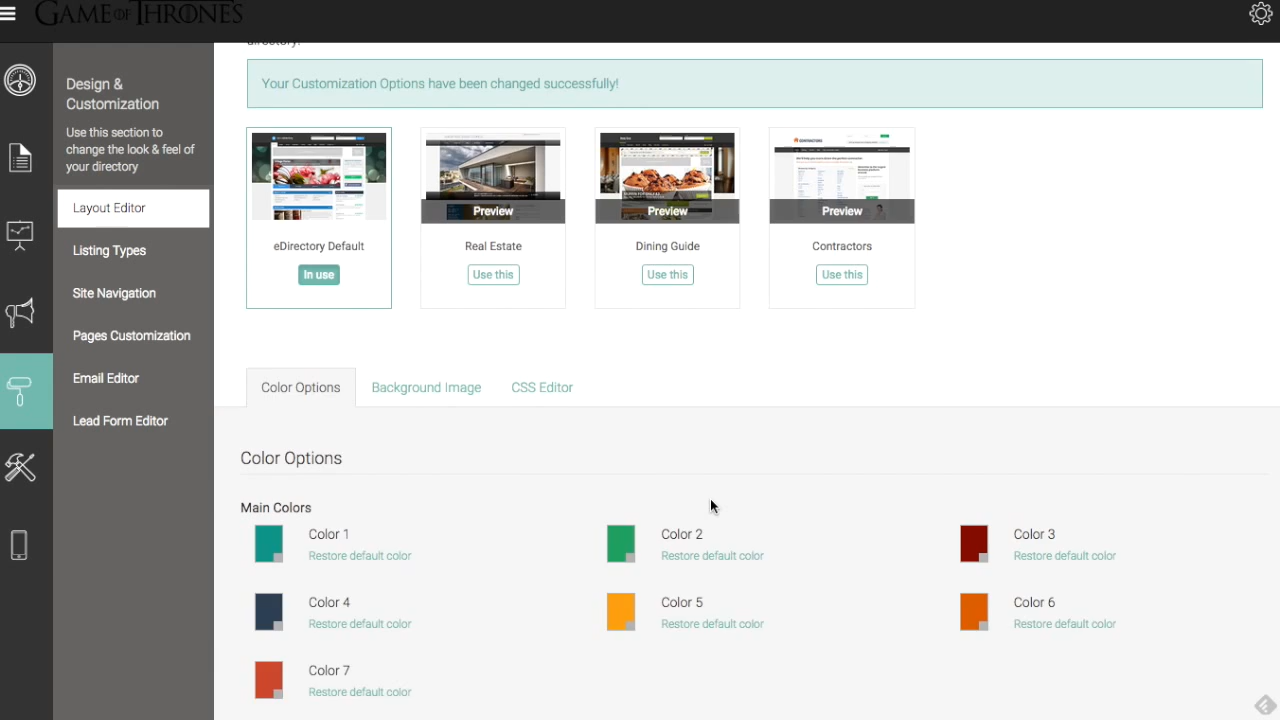 GAME OF THRONES
directory!
Design &
Customization
Use this section to
change the look & feel of
your directory
Your Customization Options have been changed successfully!
Layout Editor
Listing Types
Site Navigation
Pages Customization
Email Editor
Lead Form Editor
Preview
Preview
Preview
eDirectory Default
Real Estate
Dining Guide
Contractors
In use
Use this
Use this
Use this
Color Options
Background Image
CSS Editor
Color Options
Main Colors
Color 1
Restore default color
Color 2
Restore default color
Color 3
Restore default color
Color 4
Restore default color
Color 5
Restore default color
Color 6
Restore default color
Color 7
Restore default color